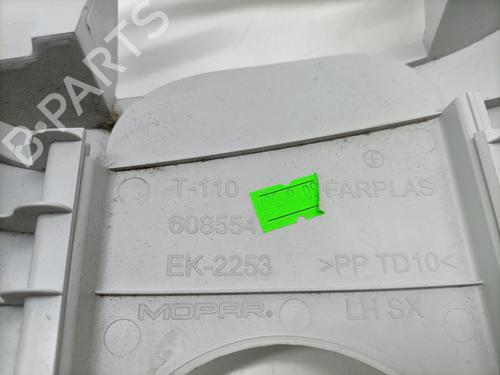 B-PARTS
T-110 FARPLAS
608554
EK-2253 >PP TD10<
MOPAR LH SX